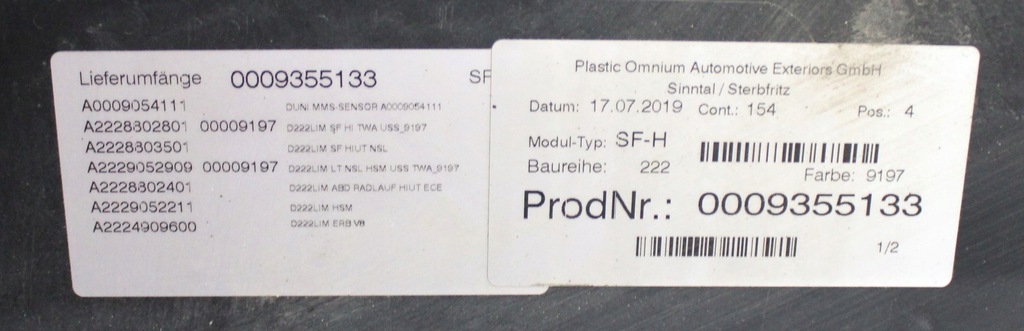 Lieferumfänge 0009355133 SF
A0009054111 DUNI MMS-SENSOR A0009054111
A2228802801 00009197 D222LIM SF HI TWA USS_9197
A2228803501 D222LIM SF HIUT NSL
A2229052909 00009197 D222LIM LT NSL HSM USS TWA_9197
A2228802401 D222LIM ABD RADLAUF HIUT ECE
A2229052211 D222LIM HSM
A2224909600 D222LIM ERB V8
Plastic Omnium Automotive Exteriors GmbH
Sinntal / Sterbfritz
Datum: 17.07.2019 Cont.: 154 Pos.: 4
Modul-Typ: SF-H
Baureihe: 222
Farbe: 9197
ProdNr.: 0009355133
1/2